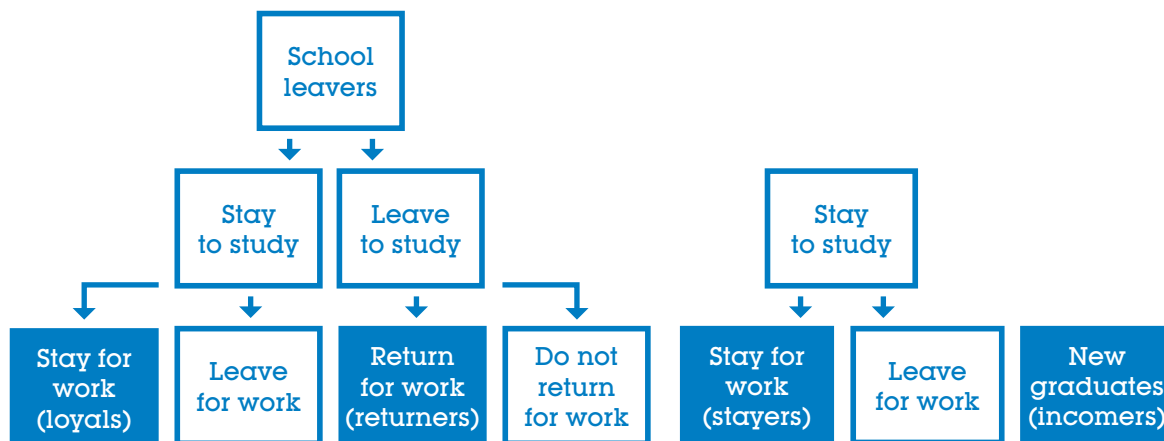 School
leavers
Stay
to study
Leave
to study
Stay
to study
Stay for
work
(loyals)
Leave
for work
Return
for work
(returners)
Do not
return
for work
Stay for
work
(stayers)
Leave
for work
New
graduates
(incomers)